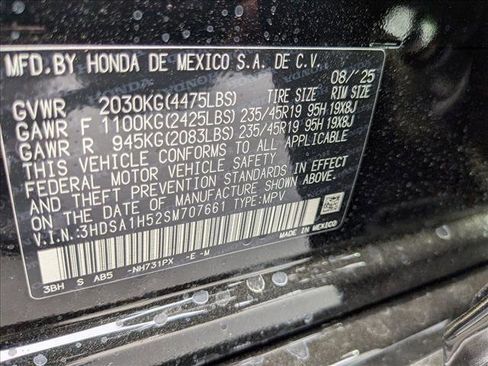 MFD.BY HONDA DE MEXICO S.A. DE C.V.
08/'25
GVWR 2030KG(4475LBS) TIRE SIZE RIM SIZE
GAWR F 1100KG(2425LBS) 235/45R19 95H 19X8J
GAWR R 945KG(2083LBS) 235/45R19 95H 19X8J
THIS VEHICLE CONFORMS TO ALL APPLICABLE
FEDERAL MOTOR VEHICLE SAFETY
STANDARDS IN EFFECT
ON THE DATE OF MANUFACTURE SHOWN ABOVE.
V.I.N:3HDSA1H52SM707661 TYPE:MPV
3BH S AB5 -NH731PX -E -M
MADE IN MEXICO